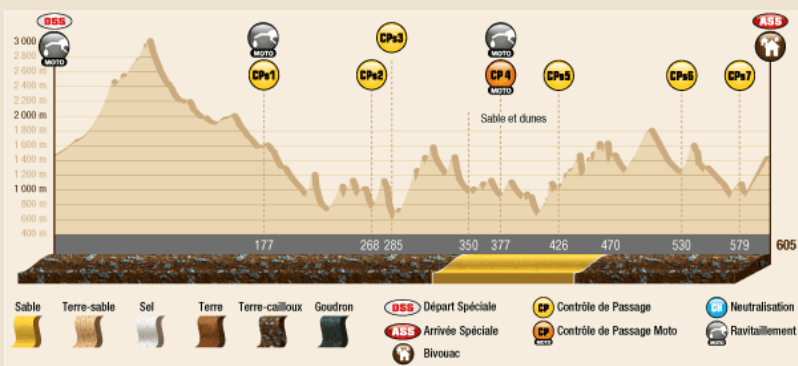 DSS
MOTO
3 000 m
2 800 m
2 600 m
2 400 m
2 200 m
2 000 m
1 800 m
1 600 m
1 400 m
1 200 m
1 000 m
800 m
600 m
400 m
MOTO
CPs1
CPs2
CPs3
MOTO
CP4
MOTO
CPs5
CPs6
CPs7
ASS
Sable et dunes
177 268 285 350 377 426 470 530 579 605
Sable Terre-sable Sel Terre Terre-cailloux Goudron
DSS Départ Spéciale
ASS Arrivée Spéciale
Bivouac
CP Contrôle de Passage
CP MOTO Contrôle de Passage Moto
Neutralisation
MOTO Ravitaillement